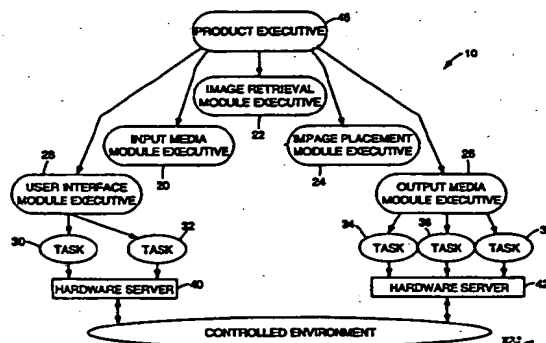 46
PRODUCT EXECUTIVE
10
IMAGE RETRIEVAL
MODULE EXECUTIVE
22
INPUT MEDIA
MODULE EXECUTIVE
20
IMPAGE PLACEMENT
MODULE EXECUTIVE
24
28
USER INTERFACE
MODULE EXECUTIVE
26
OUTPUT MEDIA
MODULE EXECUTIVE
30
TASK
32
TASK
34
TASK
36
TASK
TASK
HARDWARE SERVER
40
HARDWARE SERVER
CONTROLLED ENVIRONMENT